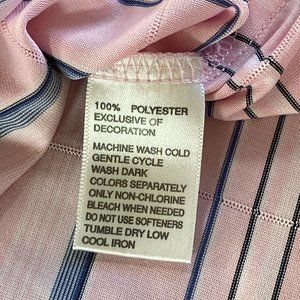 100% POLYESTER
EXCLUSIVE OF
DECORATION
MACHINE WASH COLD
GENTLE CYCLE
WASH DARK
COLORS SEPARATELY
ONLY NON-CHLORINE
BLEACH WHEN NEEDED
DO NOT USE SOFTENERS
TUMBLE DRY LOW
COOL IRON